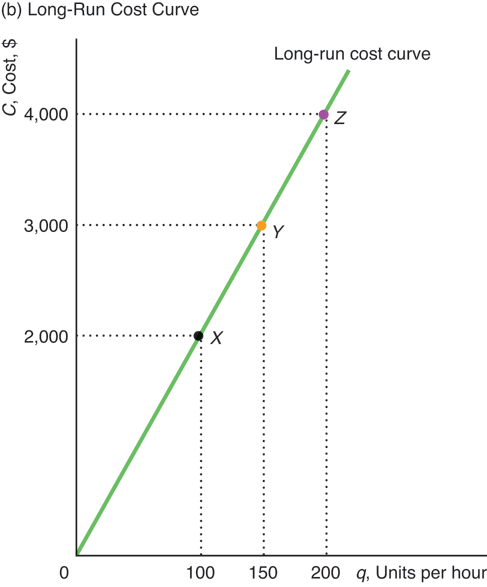 (b) Long-Run Cost Curve
C, Cost, $
Long-run cost curve
4,000
Z
3,000
Y
2,000
X
0
100
150
200
q, Units per hour